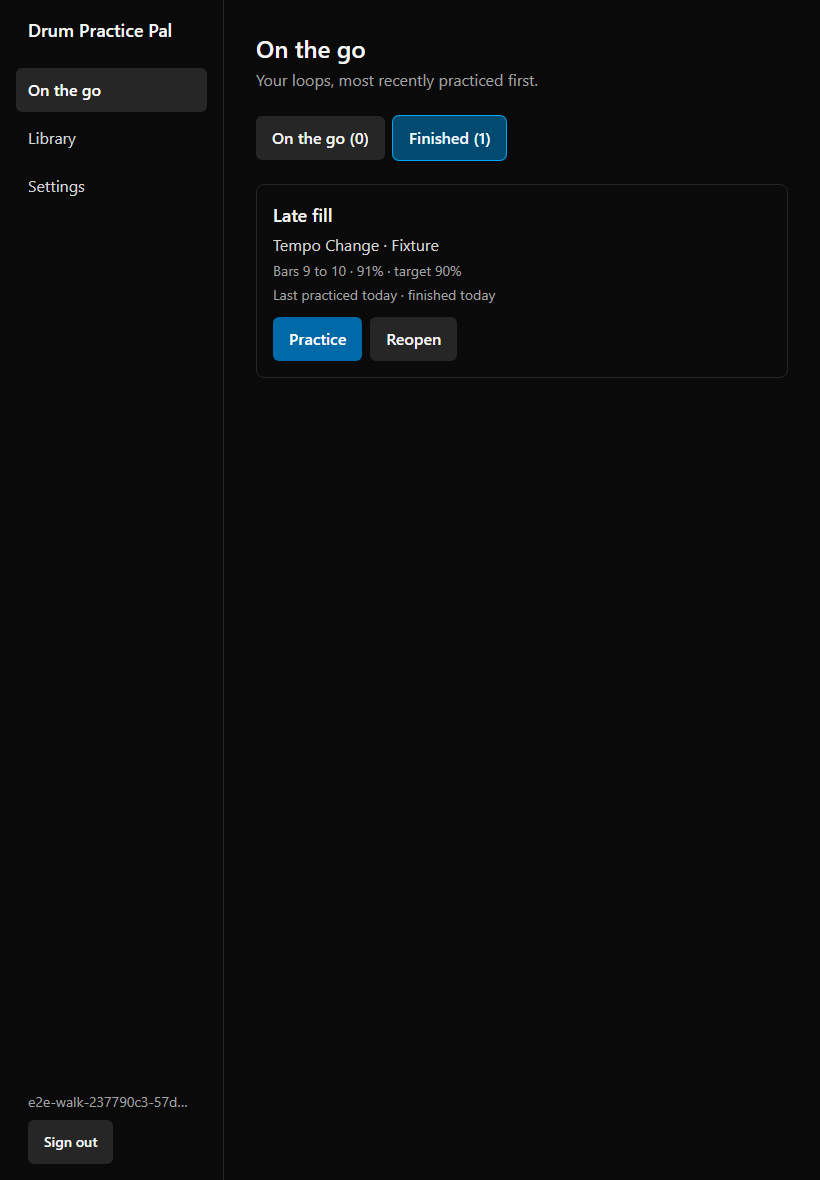 Drum Practice Pal
On the go
Library
Settings
On the go
Your loops, most recently practiced first.
On the go (0)
Finished (1)
Late fill
Tempo Change · Fixture
Bars 9 to 10 · 91% · target 90%
Last practiced today · finished today
Practice
Reopen
e2e-walk-237790c3-57d...
Sign out